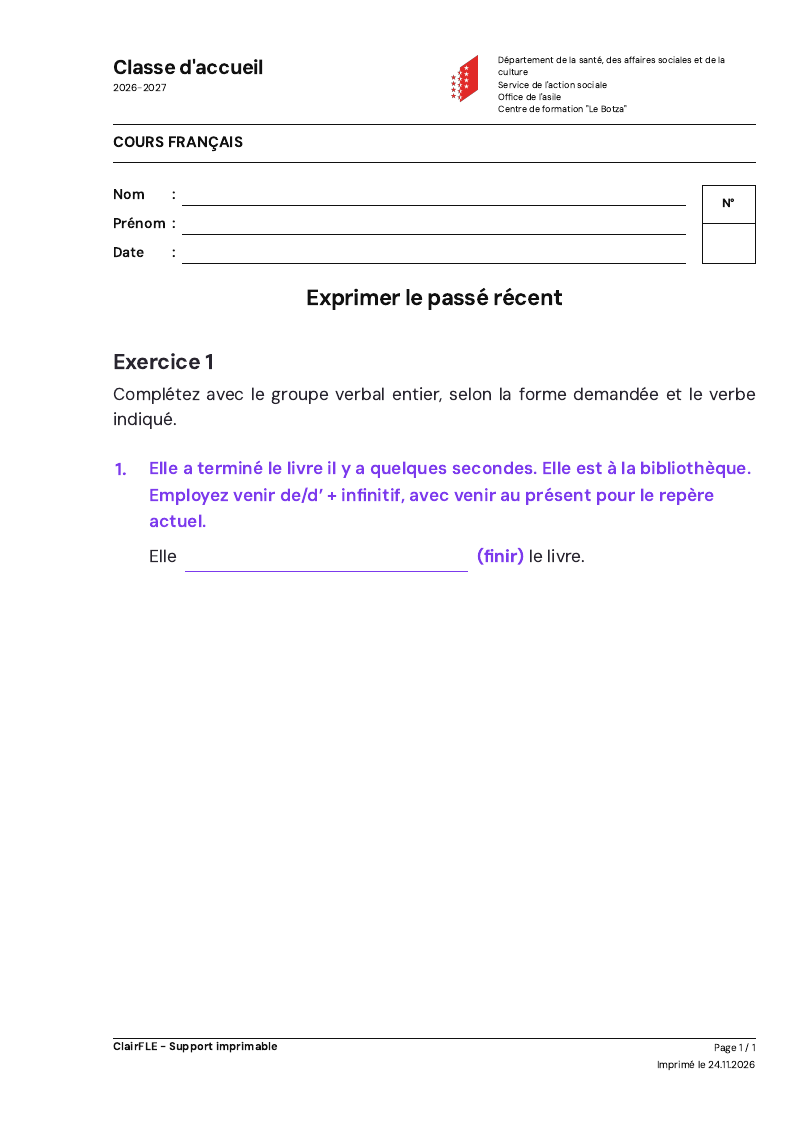 Classe d'accueil
2026-2027
Département de la santé, des affaires sociales et de la
culture
Service de l'action sociale
Office de l'asile
Centre de formation "Le Botza"
COURS FRANÇAIS
Nom :
Prénom :
Date :
N°
Exprimer le passé récent
Exercice 1
Complétez avec le groupe verbal entier, selon la forme demandée et le verbe
indiqué.
1. Elle a terminé le livre il y a quelques secondes. Elle est à la bibliothèque.
Employez venir de/d’ + infinitif, avec venir au présent pour le repère
actuel.
Elle (finir) le livre.
ClairFLE - Support imprimable
Page 1 / 1
Imprimé le 24.11.2026